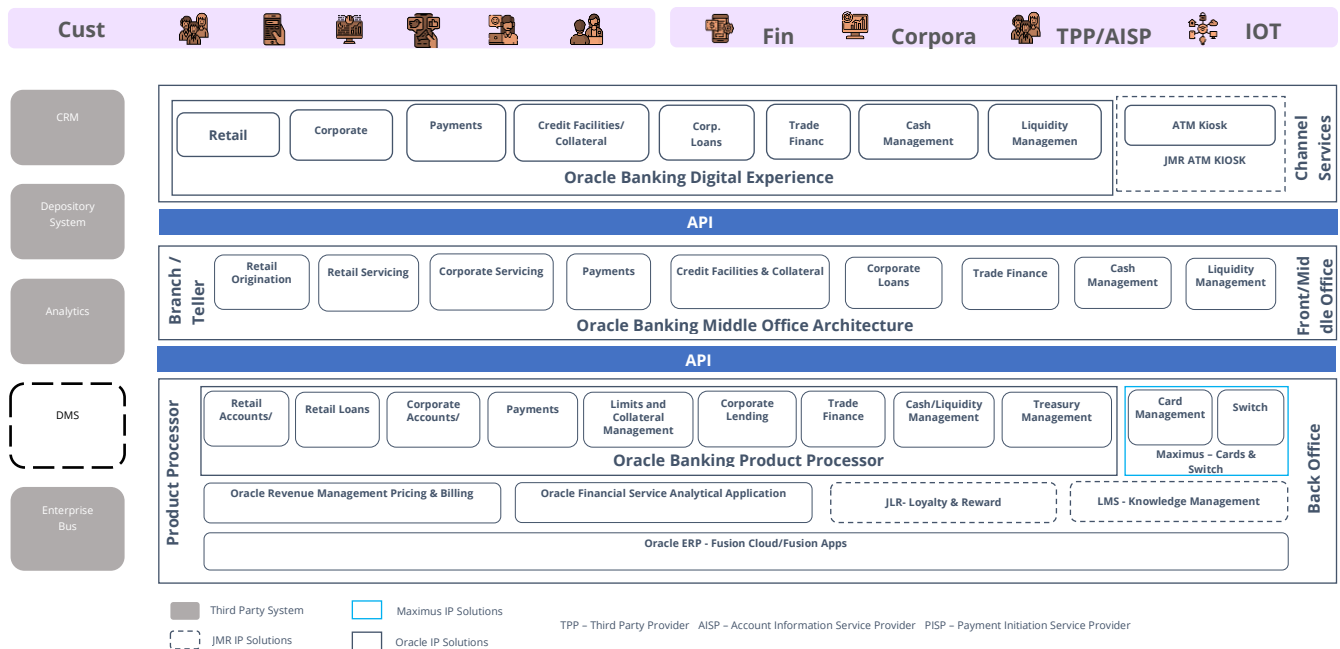 Cust
Fin
Corpora
TPP/AISP
IOT
CRM
Depository
System
Analytics
DMS
Enterprise
Bus
Retail
Corporate
Payments
Credit Facilities/
Collateral
Corp.
Loans
Trade
Financ
Cash
Management
Liquidity
Managemen
Oracle Banking Digital Experience
ATM Kiosk
JMR ATM KIOSK
Channel
Services
API
Branch /
Teller
Retail
Origination
Retail Servicing
Corporate Servicing
Payments
Credit Facilities & Collateral
Corporate
Loans
Trade Finance
Cash
Management
Liquidity
Management
Oracle Banking Middle Office Architecture
Front/Mid
dle Office
API
Product Processor
Retail
Accounts/
Retail Loans
Corporate
Accounts/
Payments
Limits and
Collateral
Management
Corporate
Lending
Trade
Finance
Cash/Liquidity
Management
Treasury
Management
Oracle Banking Product Processor
Card
Management
Switch
Maximus – Cards &
Switch
Back Office
Oracle Revenue Management Pricing & Billing
Oracle Financial Service Analytical Application
JLR- Loyalty & Reward
LMS - Knowledge Management
Oracle ERP - Fusion Cloud/Fusion Apps
Third Party System
Maximus IP Solutions
JMR IP Solutions
Oracle IP Solutions
TPP – Third Party Provider AISP – Account Information Service Provider PISP – Payment Initiation Service Provider